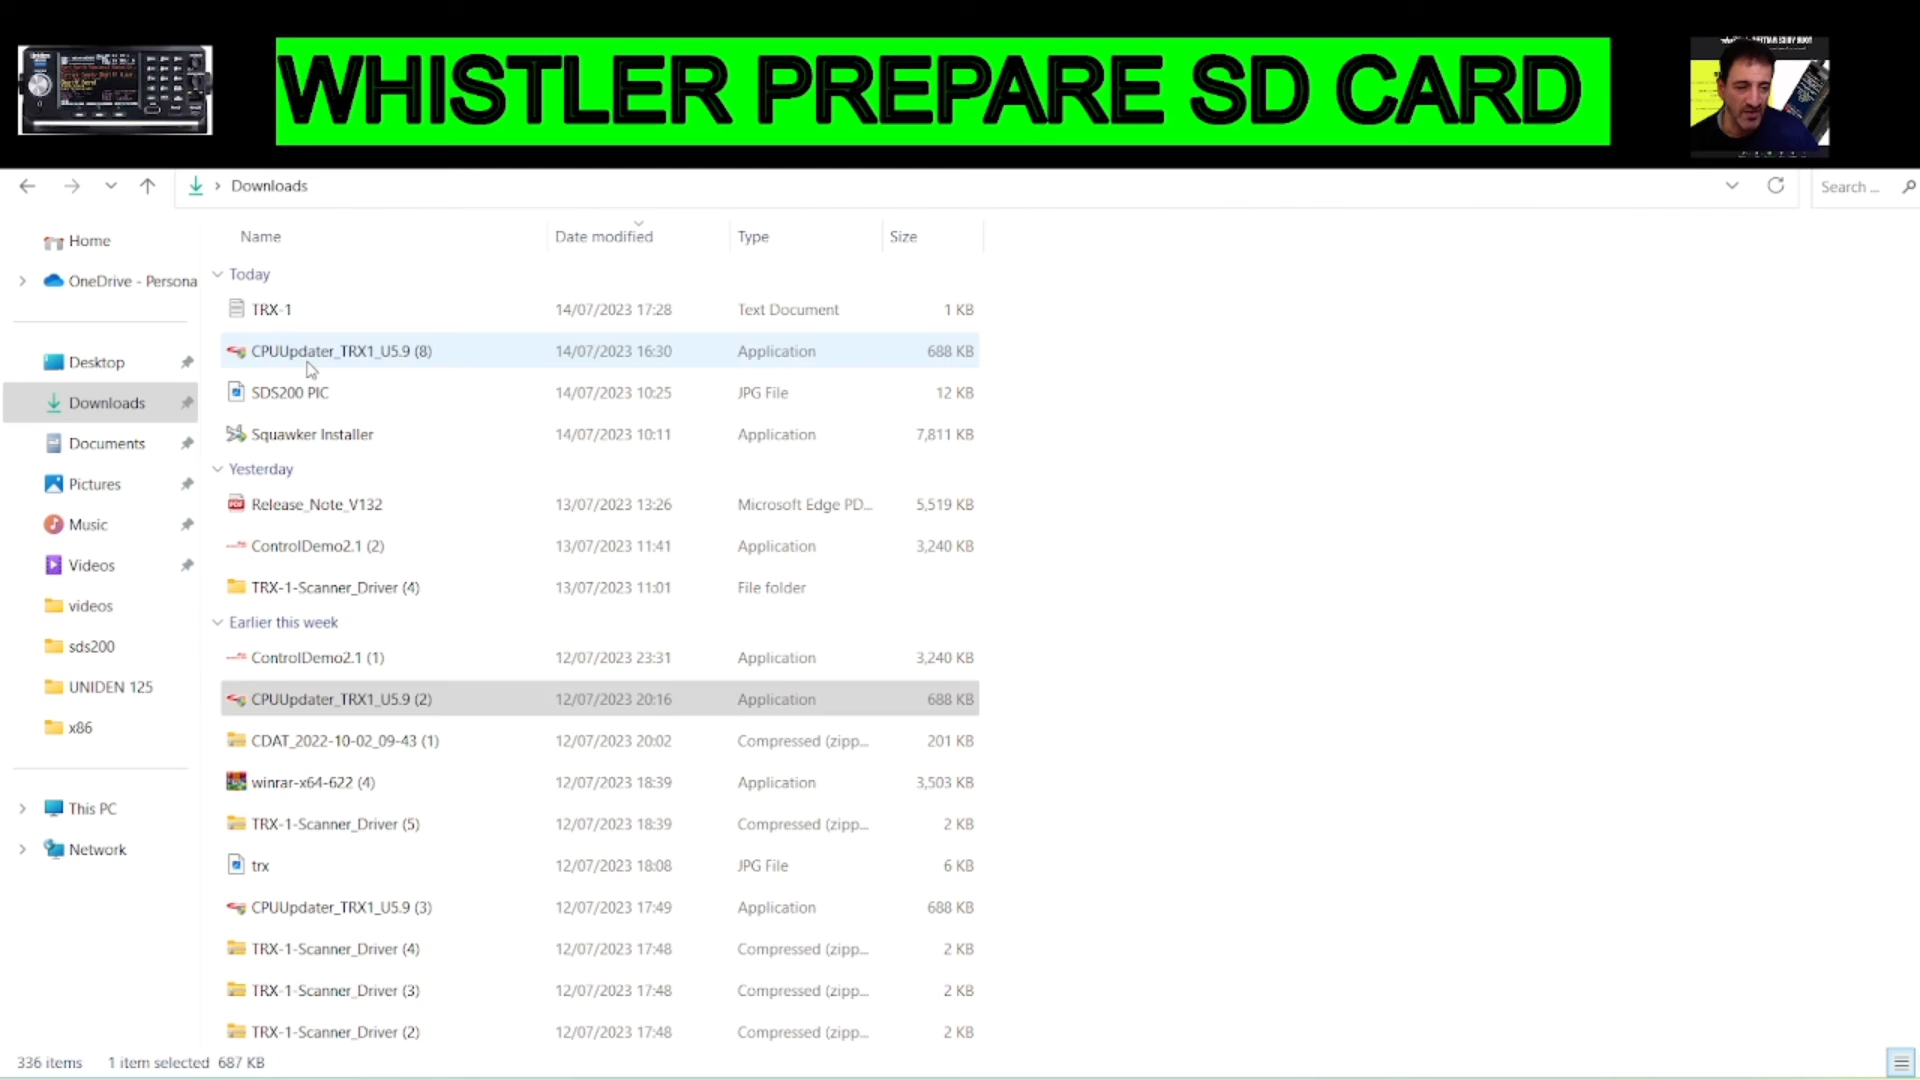 WHISTLER PREPARE SD CARD
Downloads
Search ...
Name Date modified Type Size
Home
OneDrive - Persona
Desktop
Downloads
Documents
Pictures
Music
Videos
videos
sds200
UNIDEN 125
x86
This PC
Network
Today
TRX-1 14/07/2023 17:28 Text Document 1 KB
CPUUpdater_TRX1_U5.9 (8) 14/07/2023 16:30 Application 688 KB
SDS200 PIC 14/07/2023 10:25 JPG File 12 KB
Squawker Installer 14/07/2023 10:11 Application 7,811 KB
Yesterday
Release_Note_V132 13/07/2023 13:26 Microsoft Edge PD... 5,519 KB
ControlDemo2.1 (2) 13/07/2023 11:41 Application 3,240 KB
TRX-1-Scanner_Driver (4) 13/07/2023 11:01 File folder
Earlier this week
ControlDemo2.1 (1) 12/07/2023 23:31 Application 3,240 KB
CPUUpdater_TRX1_U5.9 (2) 12/07/2023 20:16 Application 688 KB
CDAT_2022-10-02_09-43 (1) 12/07/2023 20:02 Compressed (zipp... 201 KB
winrar-x64-622 (4) 12/07/2023 18:39 Application 3,503 KB
TRX-1-Scanner_Driver (5) 12/07/2023 18:39 Compressed (zipp... 2 KB
trx 12/07/2023 18:08 JPG File 6 KB
CPUUpdater_TRX1_U5.9 (3) 12/07/2023 17:49 Application 688 KB
TRX-1-Scanner_Driver (4) 12/07/2023 17:48 Compressed (zipp... 2 KB
TRX-1-Scanner_Driver (3) 12/07/2023 17:48 Compressed (zipp... 2 KB
TRX-1-Scanner_Driver (2) 12/07/2023 17:48 Compressed (zipp... 2 KB
336 items 1 item selected 687 KB